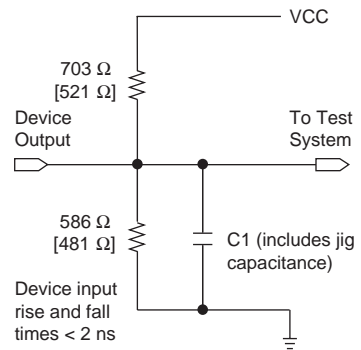 VCC
703 Ω
[521 Ω]
Device
Output
To Test
System
586 Ω
[481 Ω]
C1 (includes jig
capacitance)
Device input
rise and fall
times < 2 ns